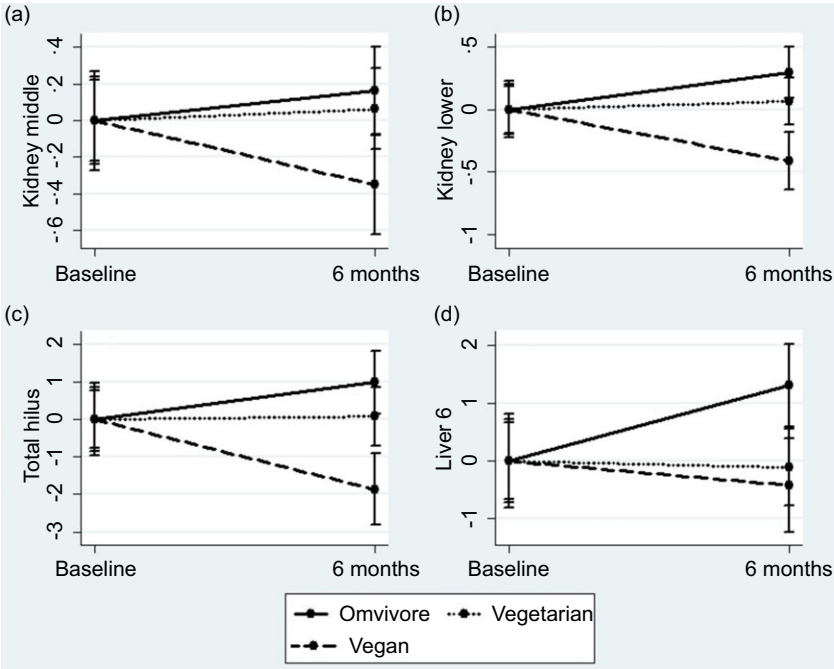 (a)
Kidney middle
·4
·2
0
-·2
-·4
-·6
Baseline 6 months
(b)
Kidney lower
·5
0
-·5
-1
Baseline 6 months
(c)
Total hilus
2
1
0
-1
-2
-3
Baseline 6 months
(d)
Liver 6
2
1
0
-1
Baseline 6 months
Omvivore Vegetarian
Vegan